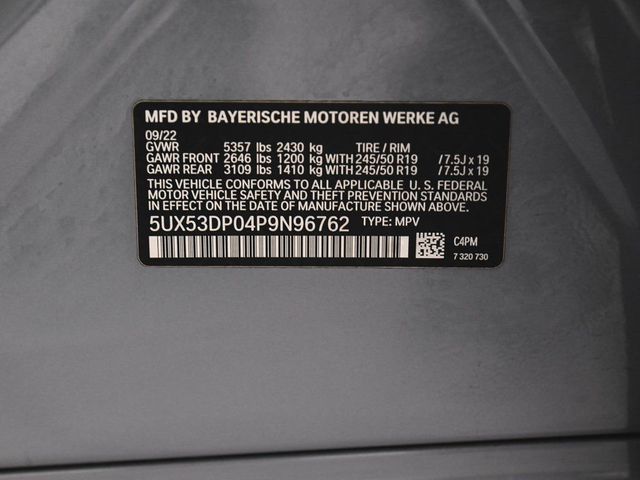 MFD BY BAYERISCHE MOTOREN WERKE AG
09/22
GVWR 5357 lbs 2430 kg TIRE / RIM
GAWR FRONT 2646 lbs 1200 kg WITH 245/50 R19 /7.5J x 19
GAWR REAR 3109 lbs 1410 kg WITH 245/50 R19 /7.5J x 19
THIS VEHICLE CONFORMS TO ALL APPLICABLE U. S. FEDERAL
MOTOR VEHICLE SAFETY AND THEFT PREVENTION STANDARDS
IN EFFECT ON THE DATE OF MANUFACTURE SHOWN ABOVE.
5UX53DP04P9N96762 TYPE: MPV
C4PM
7 320 730